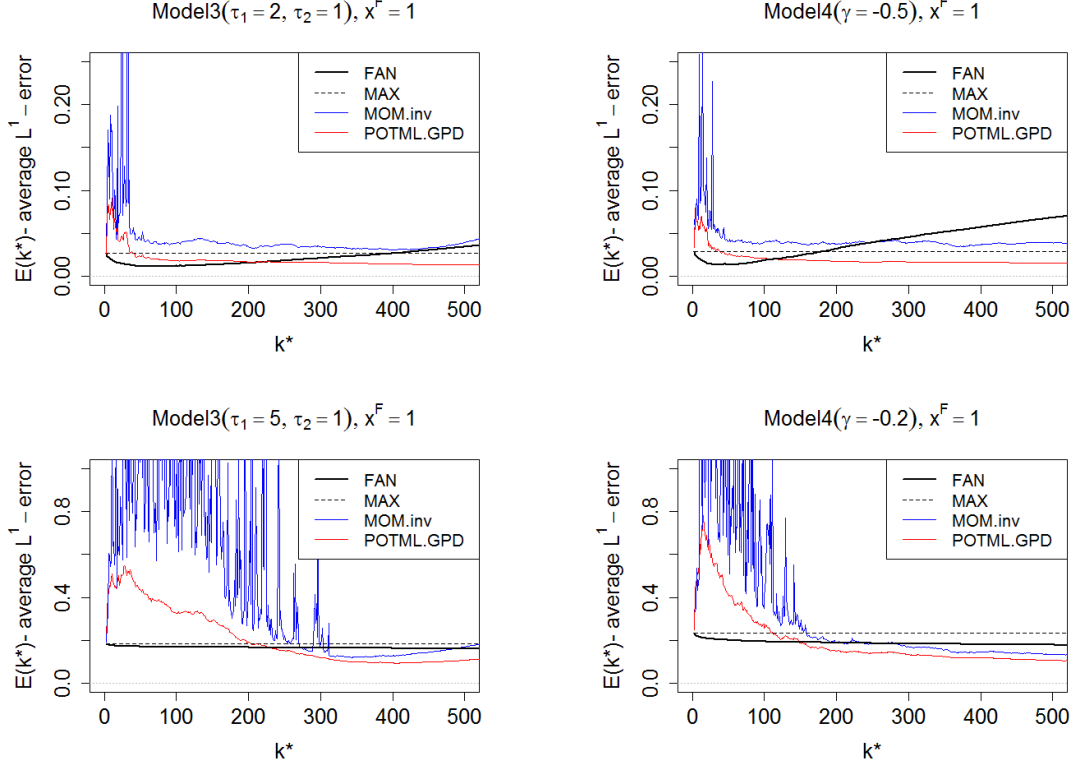 Model3(τ₁ = 2, τ₂ = 1), xᶠ = 1
E(k*)- average L¹ – error
0.20
0.10
0.00
FAN
MAX
MOM.inv
POTML.GPD
0 100 200 300 400 500
k*
Model4(γ = -0.5), xᶠ = 1
E(k*)- average L¹ – error
0.20
0.10
0.00
FAN
MAX
MOM.inv
POTML.GPD
0 100 200 300 400 500
k*
Model3(τ₁ = 5, τ₂ = 1), xᶠ = 1
E(k*)- average L¹ – error
0.8
0.4
0.0
FAN
MAX
MOM.inv
POTML.GPD
0 100 200 300 400 500
k*
Model4(γ = -0.2), xᶠ = 1
E(k*)- average L¹ – error
0.8
0.4
0.0
FAN
MAX
MOM.inv
POTML.GPD
0 100 200 300 400 500
k*